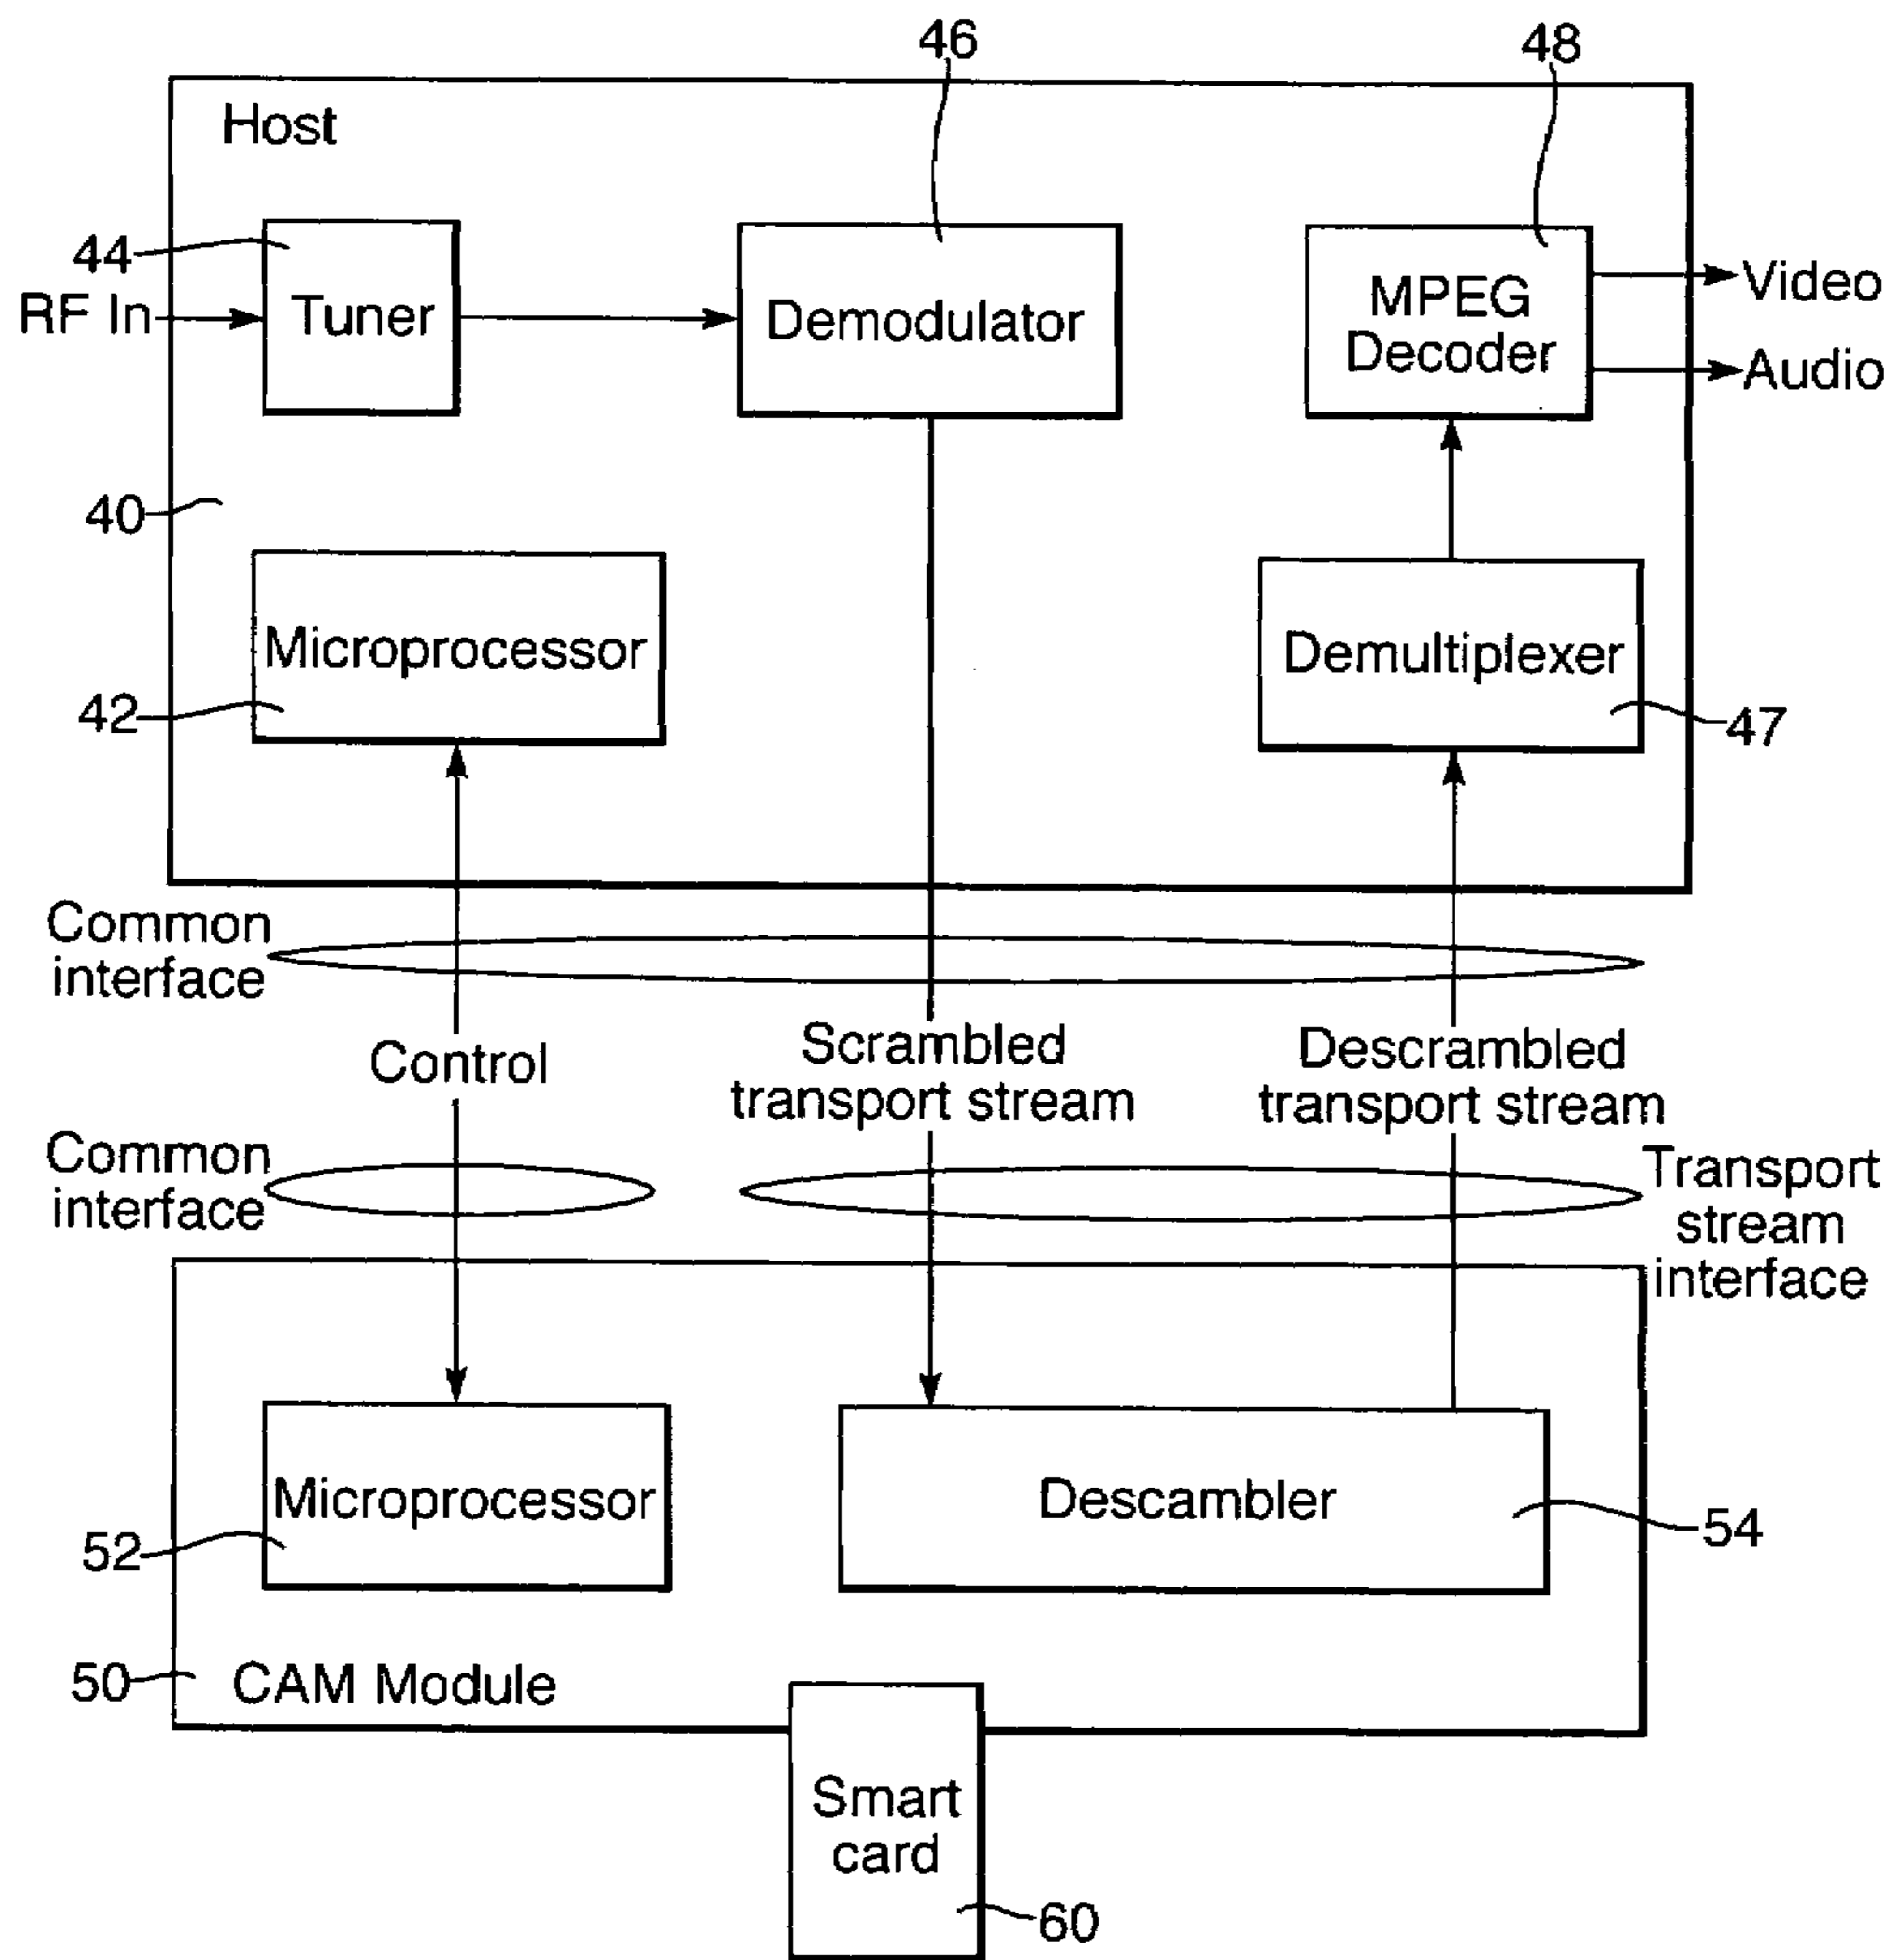 46
48
Host
44
RF In
Tuner
Demodulator
MPEG
Decoder
Video
Audio
40
Microprocessor
Demultiplexer
42
47
Common
interface
Control
Scrambled
transport stream
Descrambled
transport stream
Common
interface
Transport
stream
interface
Microprocessor
Descambler
52
54
50
CAM Module
Smart
card
60